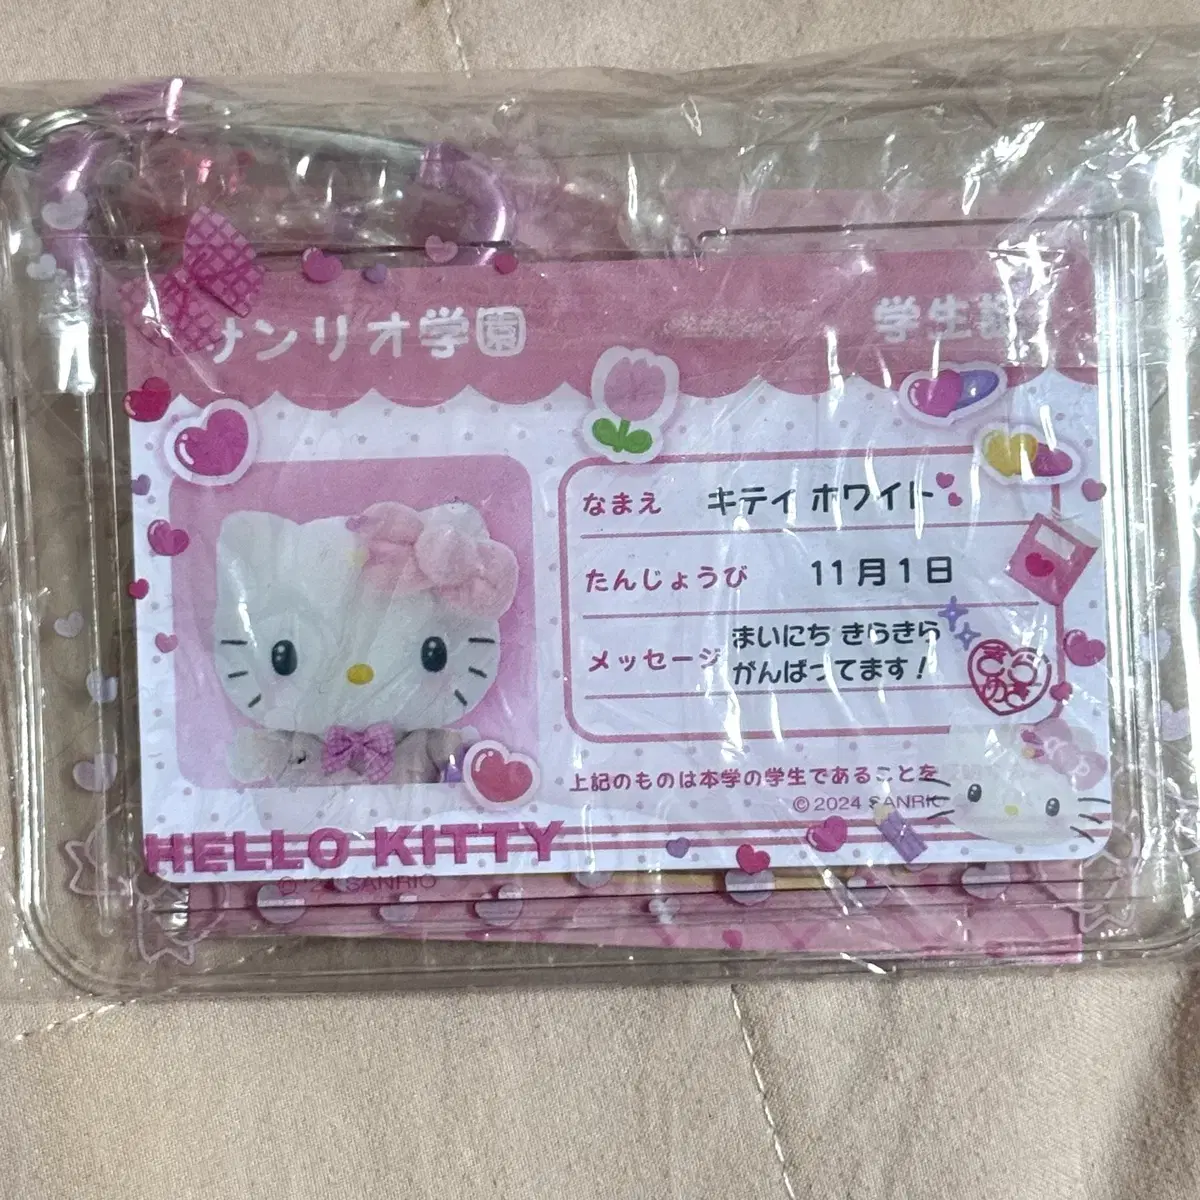 サンリオ学園
学生証
なまえ キティ ホワイト
たんじょうび 11月1日
メッセージ まいにち きらきら
がんばってます!
上記のものは本学の学生であることを
© 2024 SANRIO
HELLO KITTY
SANRIO